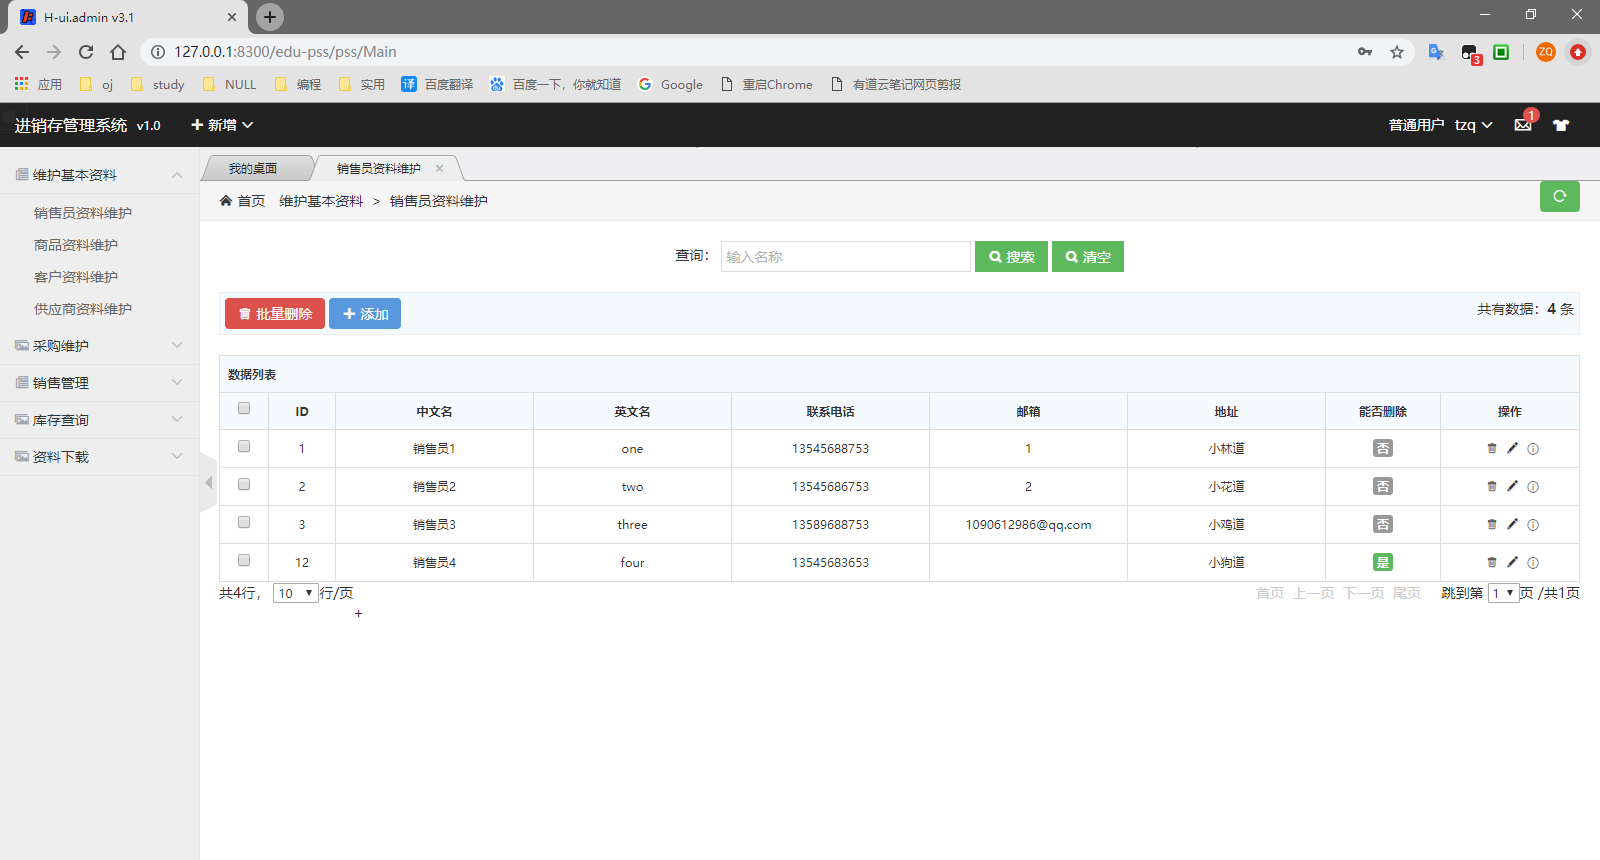 H-ui.admin v3.1
127.0.0.1:8300/edu-pss/pss/Main
ZQ
3
应用 oj study NULL 编程 实用 译 百度翻译 百度一下，你就知道 Google 重启Chrome 有道云笔记网页剪报
进销存管理系统 v1.0 新增 普通用户 tzq 1
维护基本资料
销售员资料维护
商品资料维护
客户资料维护
供应商资料维护
采购维护
销售管理
库存查询
资料下载
我的桌面 销售员资料维护
首页 维护基本资料 > 销售员资料维护
查询： 输入名称 搜索 清空
批量删除 添加 共有数据：4 条
数据列表
ID 中文名 英文名 联系电话 邮箱 地址 能否删除 操作
1 销售员1 one 13545688753 1 小林道 否
2 销售员2 two 13545686753 2 小花道 否
3 销售员3 three 13589688753 1090612986@qq.com 小鸡道 否
12 销售员4 four 13545683653 小狗道 是
共4行， 10 行/页 首页 上一页 下一页 尾页 跳到第 1 页 /共1页